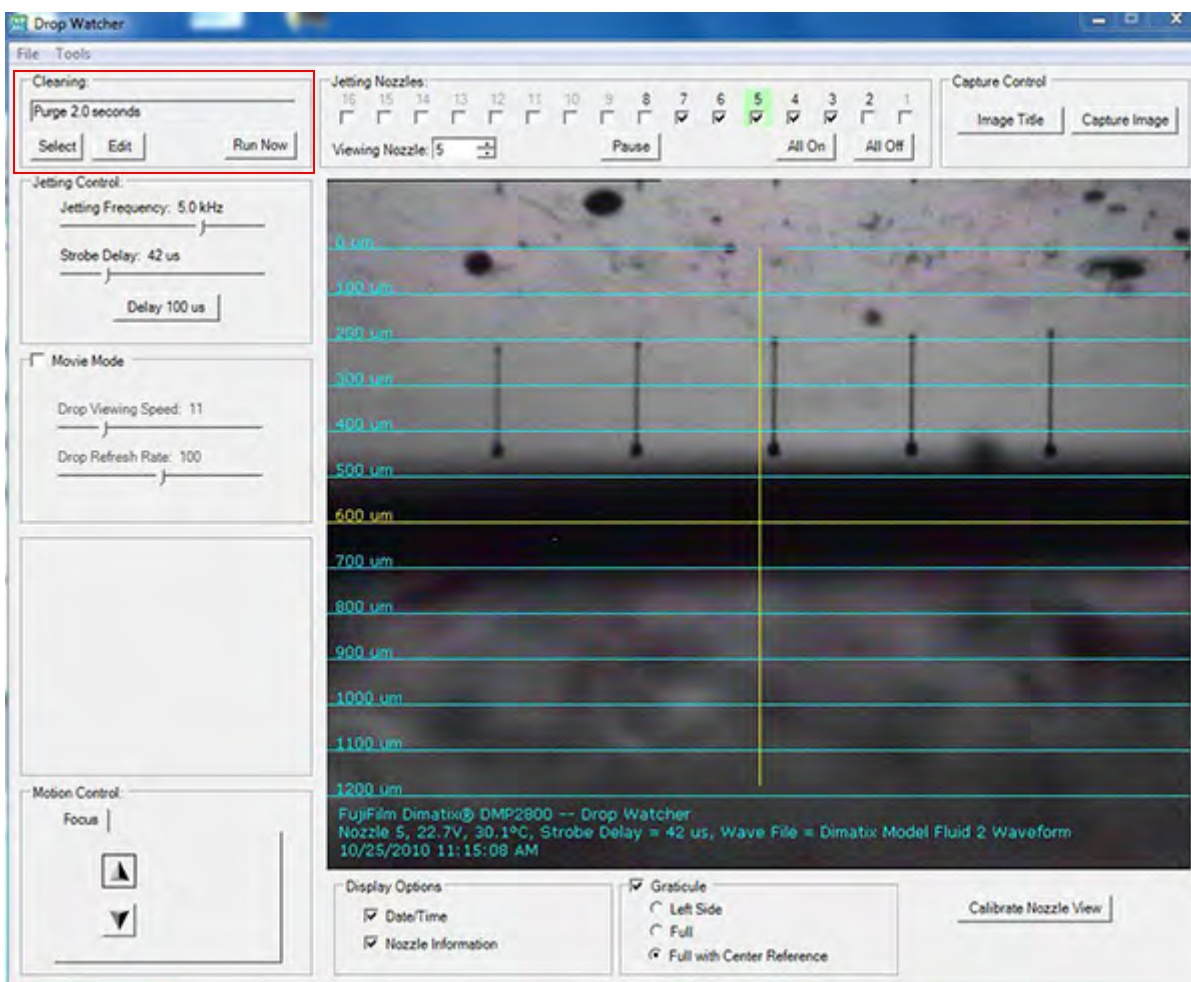 Drop Watcher
File Tools
Cleaning:
Purge 2.0 seconds
Select Edit Run Now
Jetting Nozzles:
16 15 14 13 12 11 10 9 8 7 6 5 4 3 2 1
Viewing Nozzle: 5 Pause All On All Off
Capture Control
Image Title Capture Image
Jetting Control:
Jetting Frequency: 5.0 kHz
Strobe Delay: 42 us
Delay 100 us
Movie Mode
Drop Viewing Speed: 11
Drop Refresh Rate: 100
0 um
100 um
200 um
300 um
400 um
500 um
600 um
700 um
800 um
900 um
1000 um
1100 um
1200 um
FujiFilm Dimatix® DMP2800 -- Drop Watcher
Nozzle 5, 22.7V, 30.1°C, Strobe Delay = 42 us, Wave File = Dimatix Model Fluid 2 Waveform
10/25/2010 11:15:08 AM
Motion Control:
Focus
Display Options
Date/Time
Nozzle Information
Graticule
Left Side
Full
Full with Center Reference
Calibrate Nozzle View